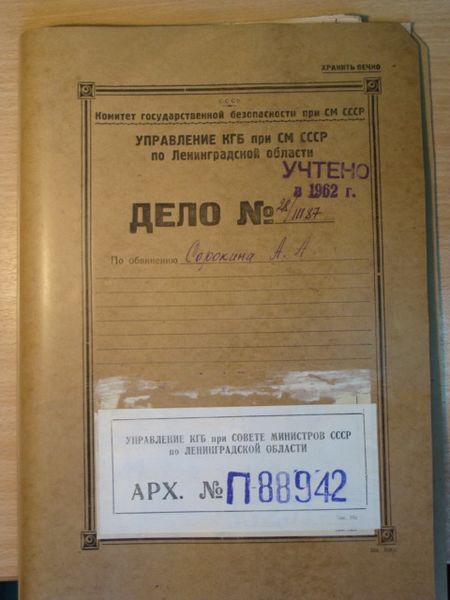 ХРАНИТЬ ВЕЧНО
СССР
Комитет государственной безопасности при СМ СССР
УПРАВЛЕНИЕ КГБ при СМ СССР
по Ленинградской области
УЧТЕНО
в 1962 г.
ДЕЛО №
По обвинению Сорокина А. А
УПРАВЛЕНИЕ КГБ при СОВЕТЕ МИНИСТРОВ СССР
по ЛЕНИНГРАДСКОЙ ОБЛАСТИ
АРХ. № П-88942